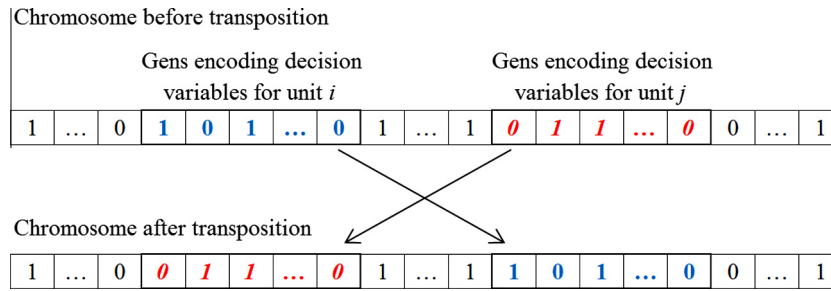 Chromosome before transposition
Gens encoding decision
variables for unit i
Gens encoding decision
variables for unit j
1 ... 0 1 0 1 ... 0 1 ... 1 0 1 1 ... 0 0 ... 1
Chromosome after transposition
1 ... 0 0 1 1 ... 0 1 ... 1 1 0 1 ... 0 0 ... 1